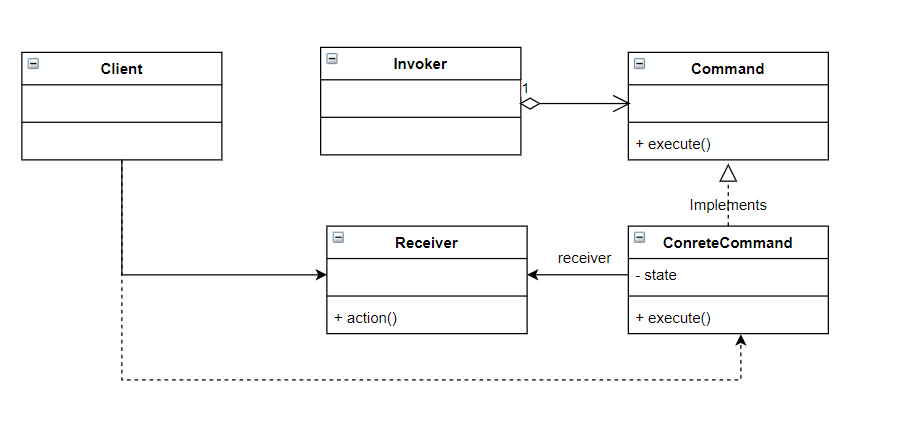 Client
Invoker
Command
1
+ execute()
Implements
Receiver
receiver
ConreteCommand
- state
+ action()
+ execute()